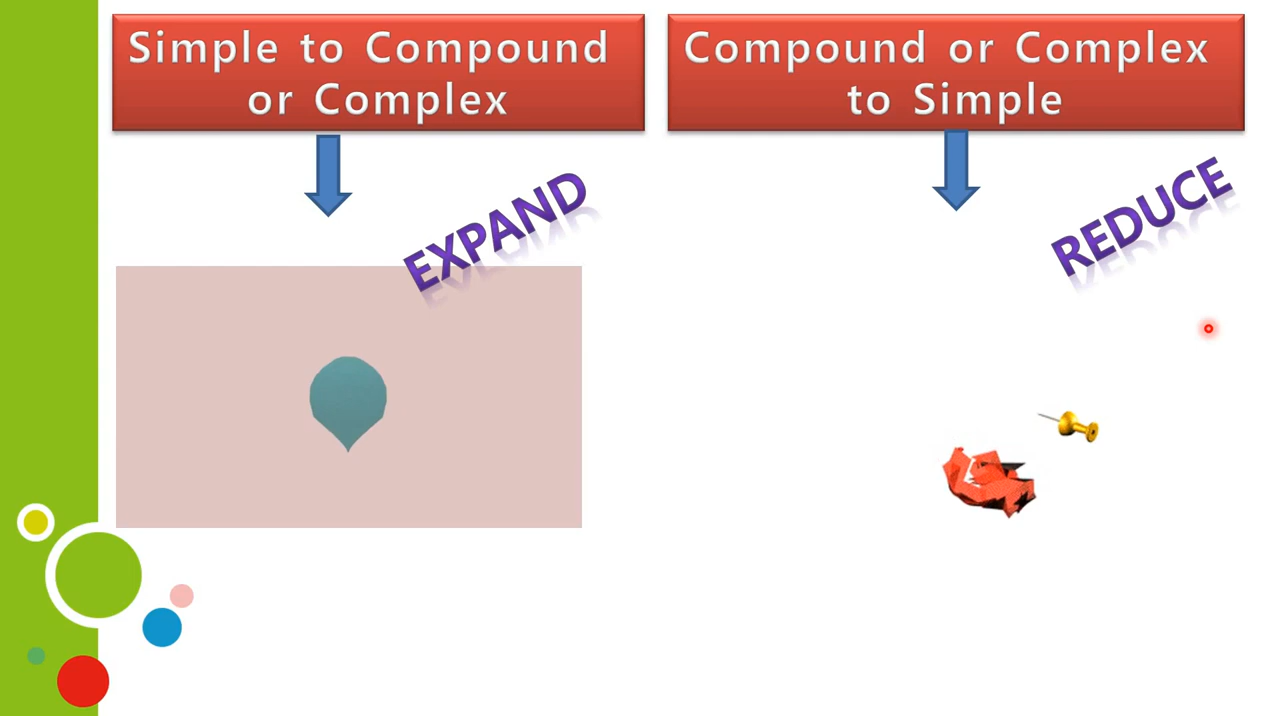 Simple to Compound
or Complex
Compound or Complex
to Simple
EXPAND
REDUCE